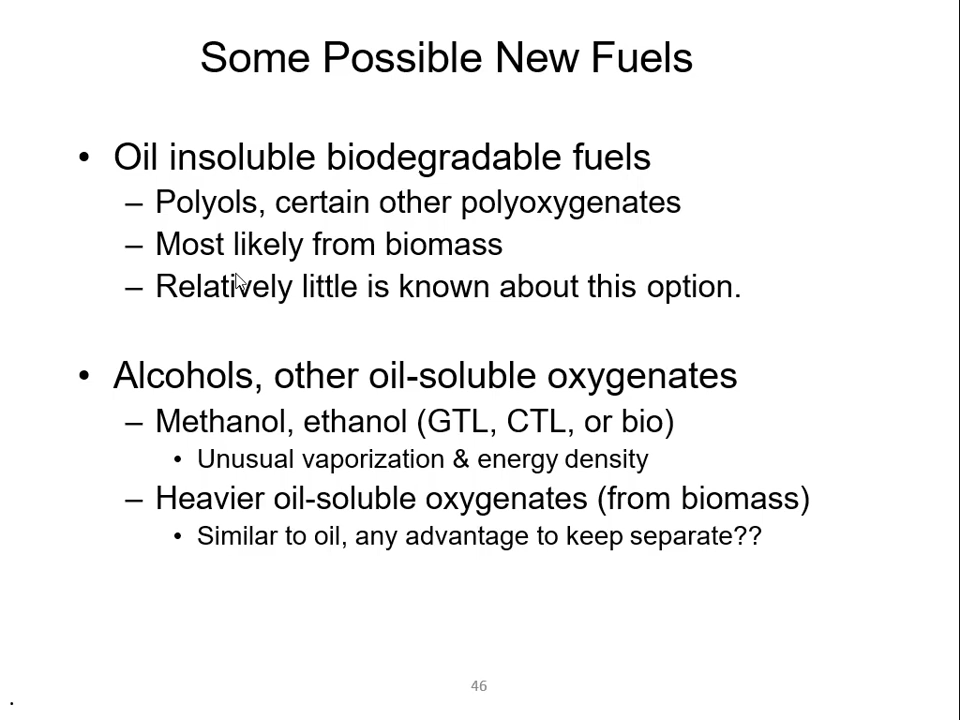 Some Possible New Fuels
• Oil insoluble biodegradable fuels
– Polyols, certain other polyoxygenates
– Most likely from biomass
– Relatively little is known about this option.
• Alcohols, other oil-soluble oxygenates
– Methanol, ethanol (GTL, CTL, or bio)
• Unusual vaporization & energy density
– Heavier oil-soluble oxygenates (from biomass)
• Similar to oil, any advantage to keep separate??
46
.